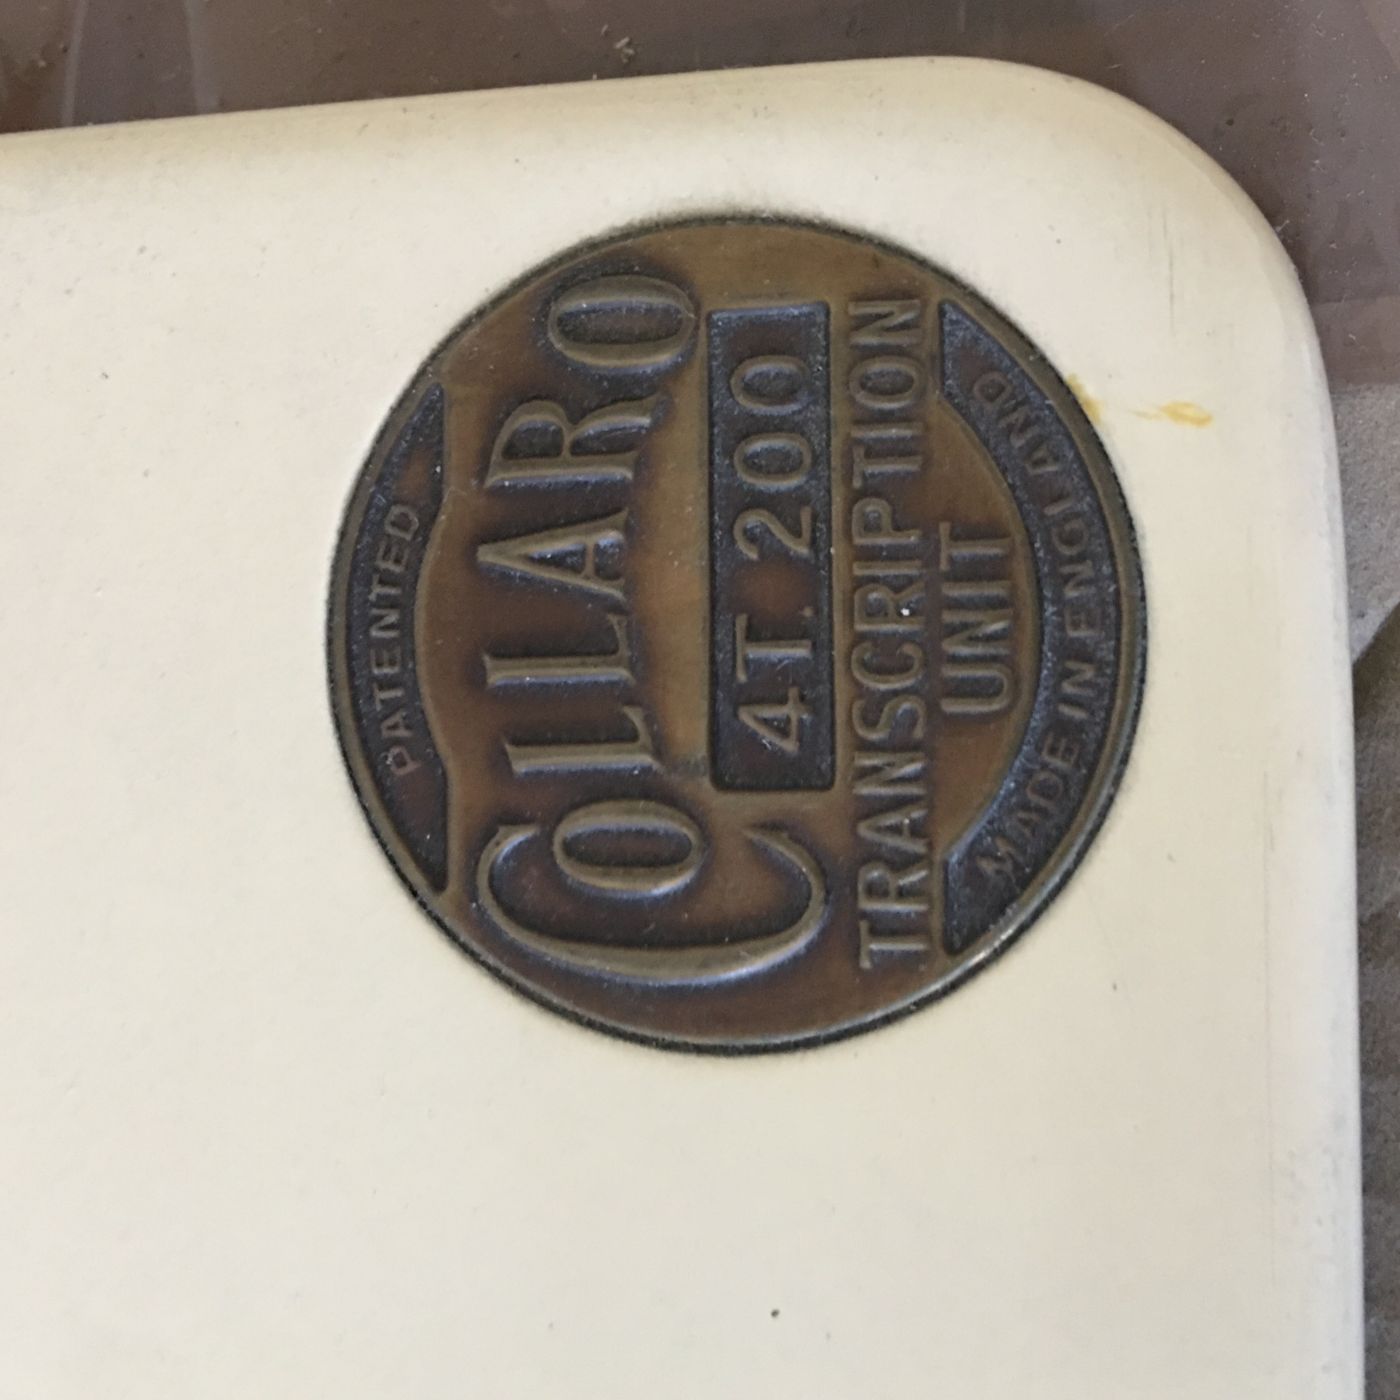 PATENTED
COLLARO
4T. 200
TRANSCRIPTION
UNIT
MADE IN ENGLAND